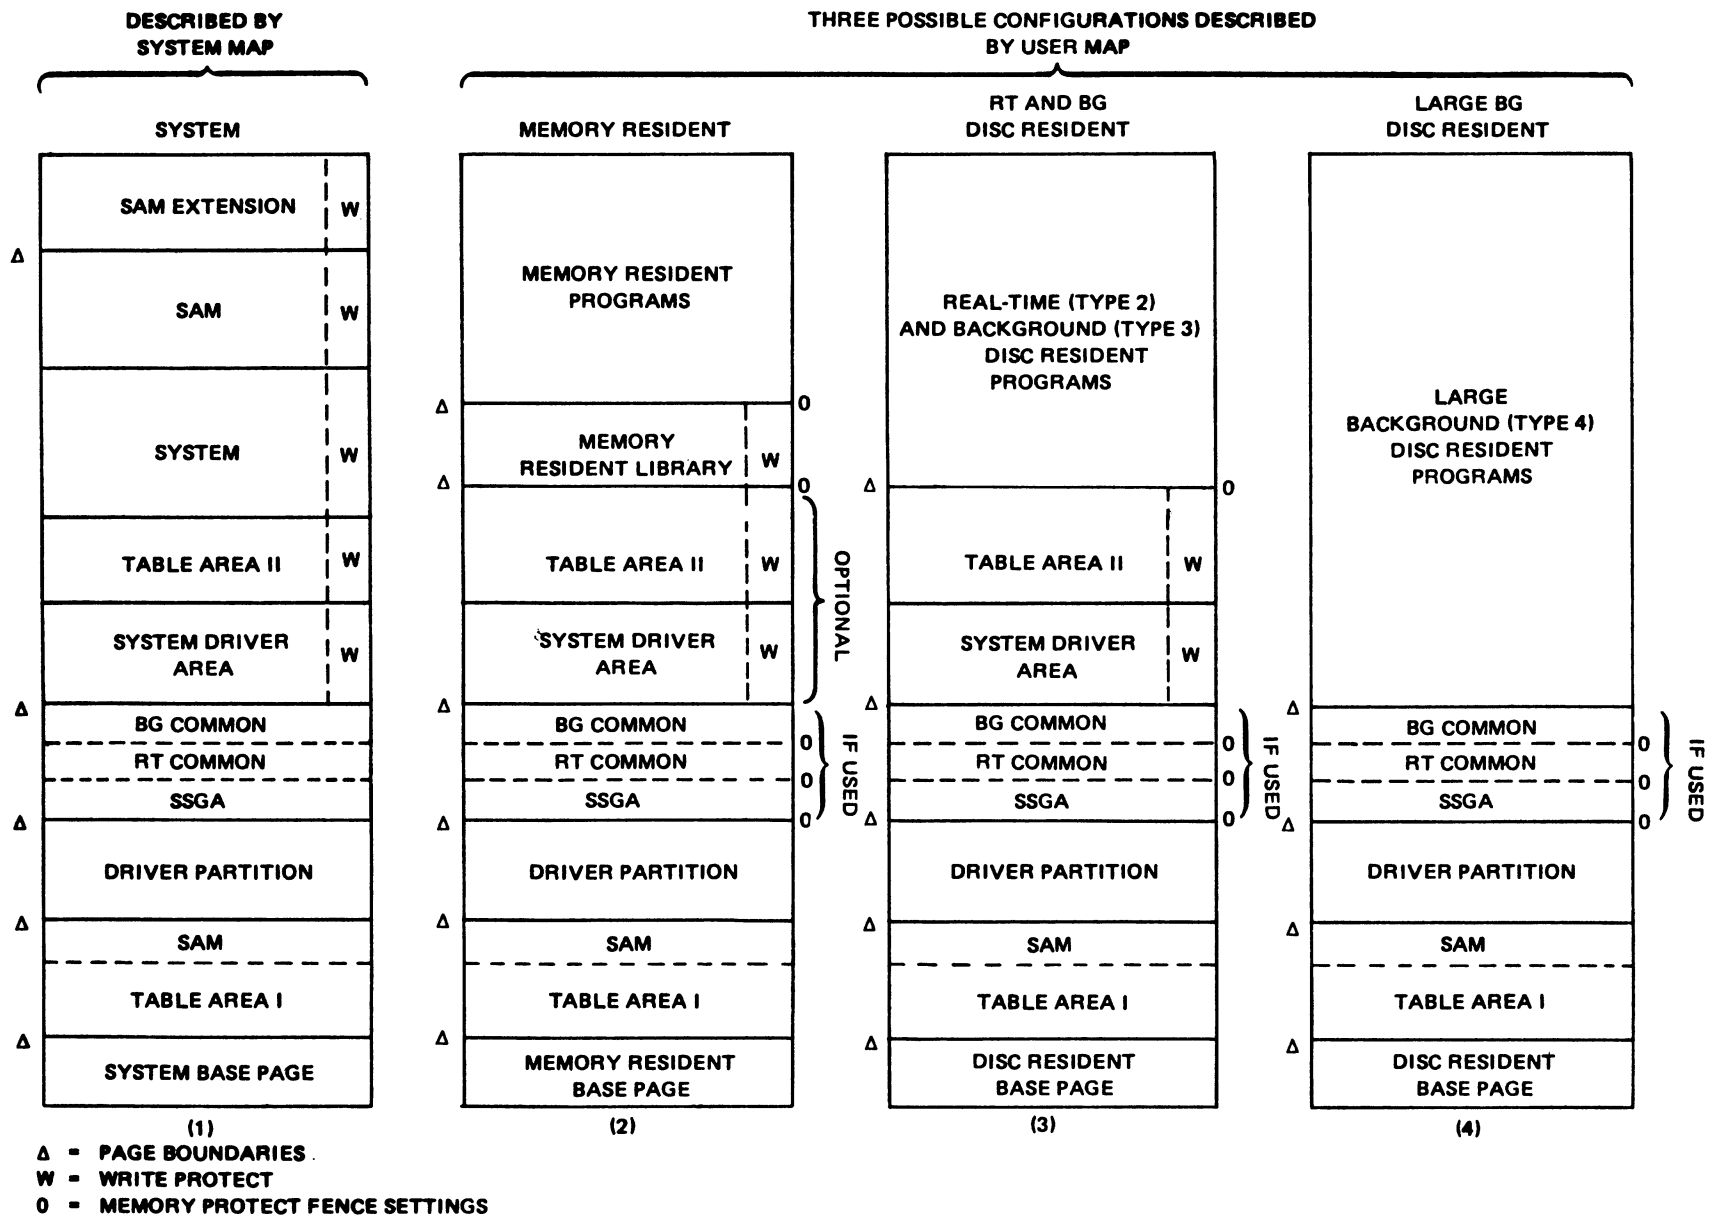 DESCRIBED BY
SYSTEM MAP
THREE POSSIBLE CONFIGURATIONS DESCRIBED
BY USER MAP
SYSTEM
SAM EXTENSION
W
Δ
SAM
W
SYSTEM
W
TABLE AREA II
W
SYSTEM DRIVER
AREA
W
Δ
BG COMMON
RT COMMON
SSGA
Δ
DRIVER PARTITION
Δ
SAM
TABLE AREA I
Δ
SYSTEM BASE PAGE
(1)
MEMORY RESIDENT
MEMORY RESIDENT
PROGRAMS
Δ
0
MEMORY
RESIDENT LIBRARY
W
Δ
0
TABLE AREA II
W
SYSTEM DRIVER
AREA
W
OPTIONAL
Δ
BG COMMON
0
RT COMMON
0
SSGA
0
IF USED
Δ
DRIVER PARTITION
Δ
SAM
TABLE AREA I
Δ
MEMORY RESIDENT
BASE PAGE
(2)
RT AND BG
DISC RESIDENT
REAL-TIME (TYPE 2)
AND BACKGROUND (TYPE 3)
DISC RESIDENT
PROGRAMS
Δ
0
TABLE AREA II
W
SYSTEM DRIVER
AREA
W
Δ
BG COMMON
0
RT COMMON
0
SSGA
0
IF USED
Δ
DRIVER PARTITION
Δ
SAM
TABLE AREA I
Δ
DISC RESIDENT
BASE PAGE
(3)
LARGE BG
DISC RESIDENT
LARGE
BACKGROUND (TYPE 4)
DISC RESIDENT
PROGRAMS
Δ
BG COMMON
0
RT COMMON
0
SSGA
0
IF USED
Δ
DRIVER PARTITION
Δ
SAM
TABLE AREA I
Δ
DISC RESIDENT
BASE PAGE
(4)
Δ = PAGE BOUNDARIES
W = WRITE PROTECT
0 = MEMORY PROTECT FENCE SETTINGS